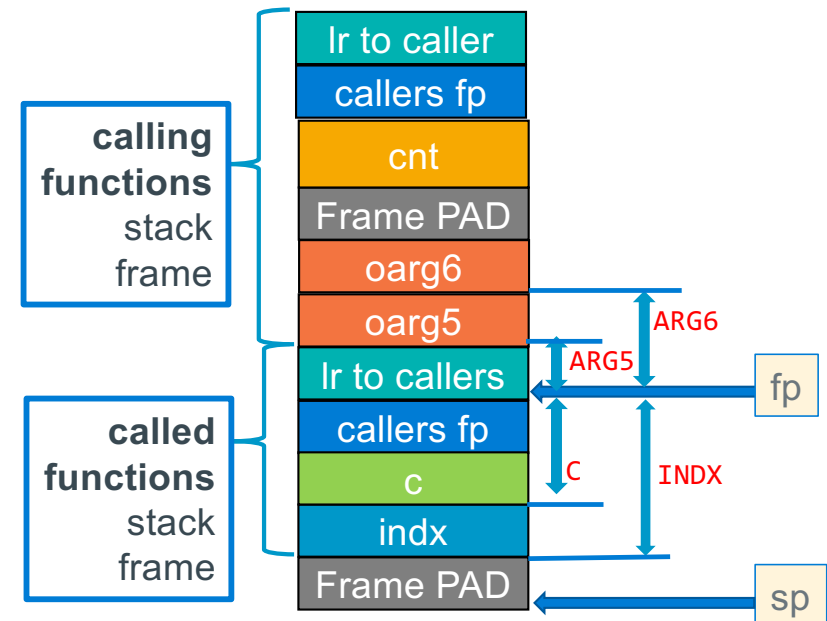 lr to caller
callers fp
calling
functions
stack
frame
cnt
Frame PAD
oarg6
oarg5
ARG6
ARG5
lr to callers
fp
called
functions
stack
frame
callers fp
c
C
INDX
indx
Frame PAD
sp